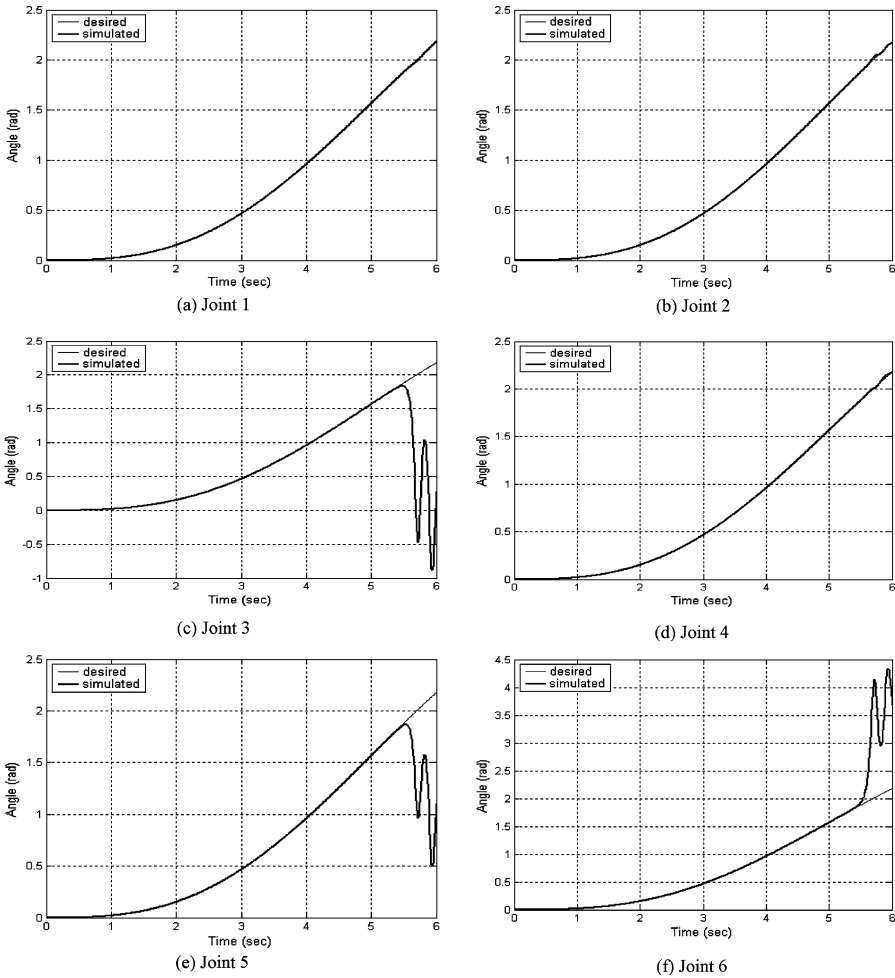 2.5
desired
simulated
2
1.5
1
0.5
0
Angle (rad)
0 1 2 3 4 5 6
Time (sec)
(a) Joint 1
2.5
desired
simulated
2
1.5
1
0.5
0
Angle (rad)
0 1 2 3 4 5 6
Time (sec)
(b) Joint 2
2.5
desired
simulated
2
1.5
1
0.5
0
-0.5
-1
Angle (rad)
0 1 2 3 4 5 6
Time (sec)
(c) Joint 3
2.5
desired
simulated
2
1.5
1
0.5
0
Angle (rad)
0 1 2 3 4 5 6
Time (sec)
(d) Joint 4
2.5
desired
simulated
2
1.5
1
0.5
0
Angle (rad)
0 1 2 3 4 5 6
Time (sec)
(e) Joint 5
4.5
desired
simulated
4
3.5
3
2.5
2
1.5
1
0.5
0
Angle (rad)
0 1 2 3 4 5 6
Time (sec)
(f) Joint 6